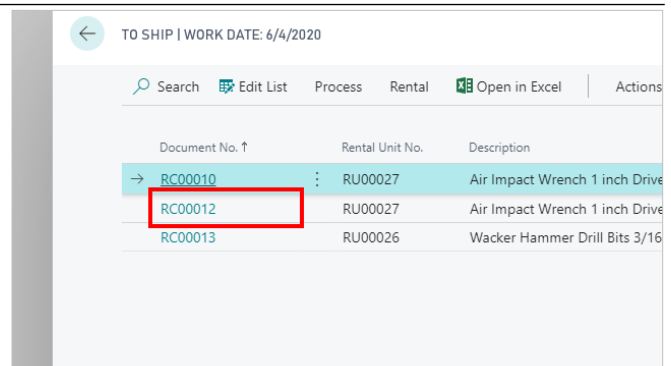 TO SHIP | WORK DATE: 6/4/2020
Search Edit List Process Rental Open in Excel Actions
Document No. ↑ Rental Unit No. Description
→ RC00010 ⋮ RU00027 Air Impact Wrench 1 inch Drive
RC00012 RU00027 Air Impact Wrench 1 inch Drive
RC00013 RU00026 Wacker Hammer Drill Bits 3/16